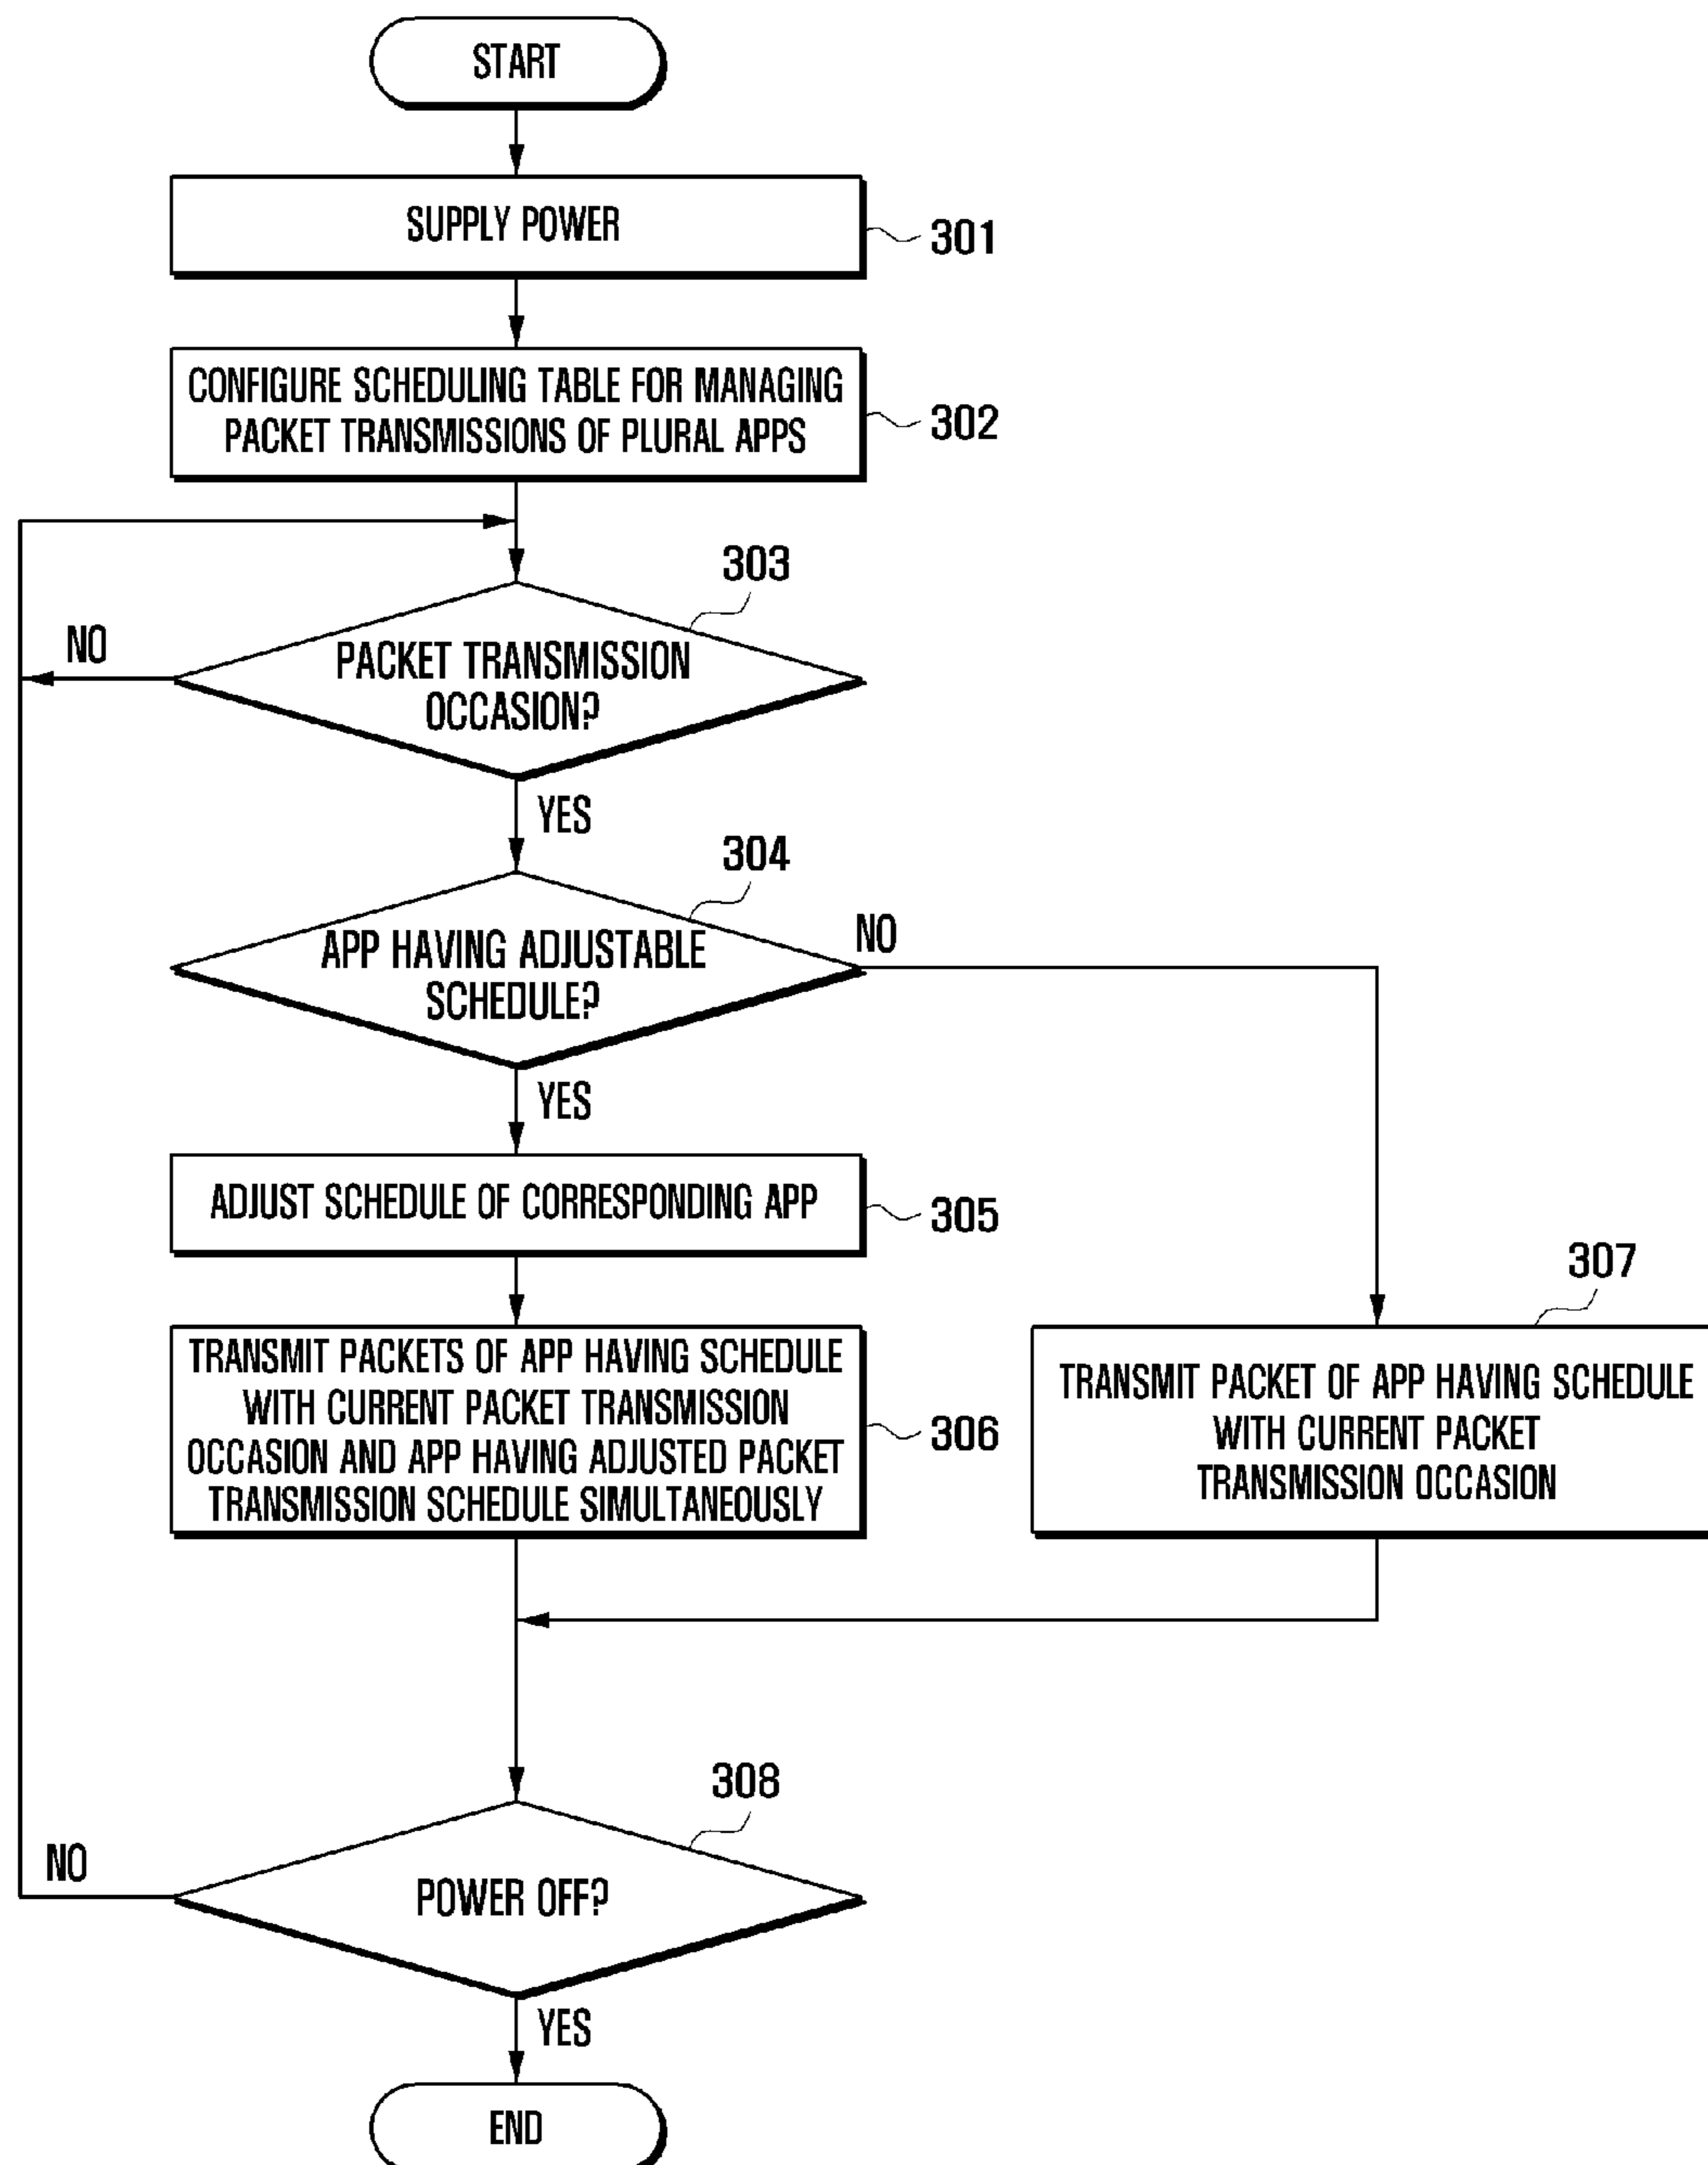 START
SUPPLY POWER
301
CONFIGURE SCHEDULING TABLE FOR MANAGING
PACKET TRANSMISSIONS OF PLURAL APPS
302
303
NO
PACKET TRANSMISSION
OCCASION?
YES
304
APP HAVING ADJUSTABLE
SCHEDULE?
NO
YES
ADJUST SCHEDULE OF CORRESPONDING APP
305
TRANSMIT PACKETS OF APP HAVING SCHEDULE
WITH CURRENT PACKET TRANSMISSION
OCCASION AND APP HAVING ADJUSTED PACKET
TRANSMISSION SCHEDULE SIMULTANEOUSLY
306
307
TRANSMIT PACKET OF APP HAVING SCHEDULE
WITH CURRENT PACKET
TRANSMISSION OCCASION
308
NO
POWER OFF?
YES
END